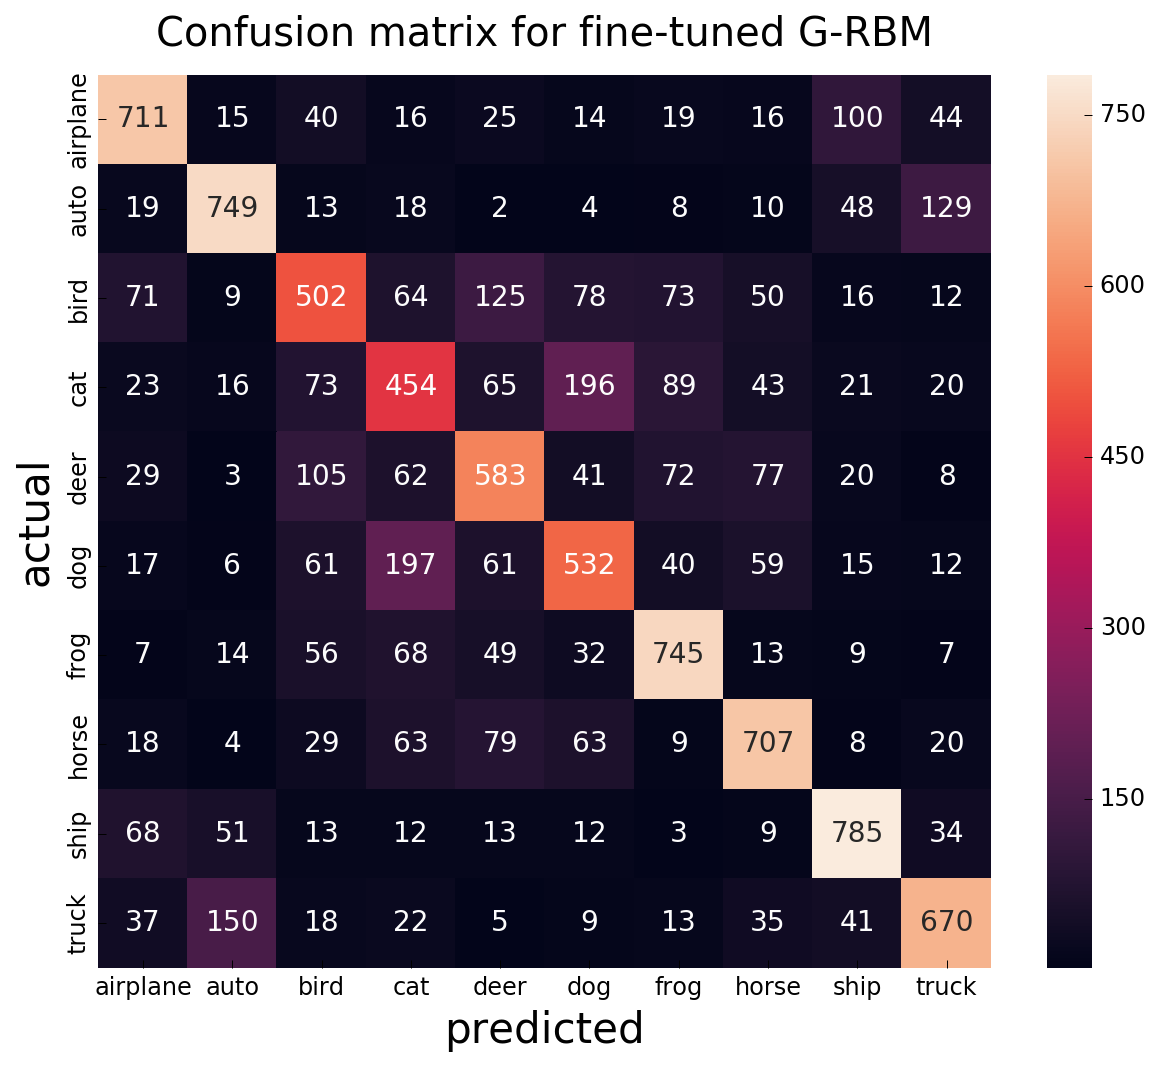 Confusion matrix for fine-tuned G-RBM
airplane 711 15 40 16 25 14 19 16 100 44
auto 19 749 13 18 2 4 8 10 48 129
bird 71 9 502 64 125 78 73 50 16 12
cat 23 16 73 454 65 196 89 43 21 20
deer 29 3 105 62 583 41 72 77 20 8
dog 17 6 61 197 61 532 40 59 15 12
frog 7 14 56 68 49 32 745 13 9 7
horse 18 4 29 63 79 63 9 707 8 20
ship 68 51 13 12 13 12 3 9 785 34
truck 37 150 18 22 5 9 13 35 41 670
airplane auto bird cat deer dog frog horse ship truck
predicted
actual
750
600
450
300
150